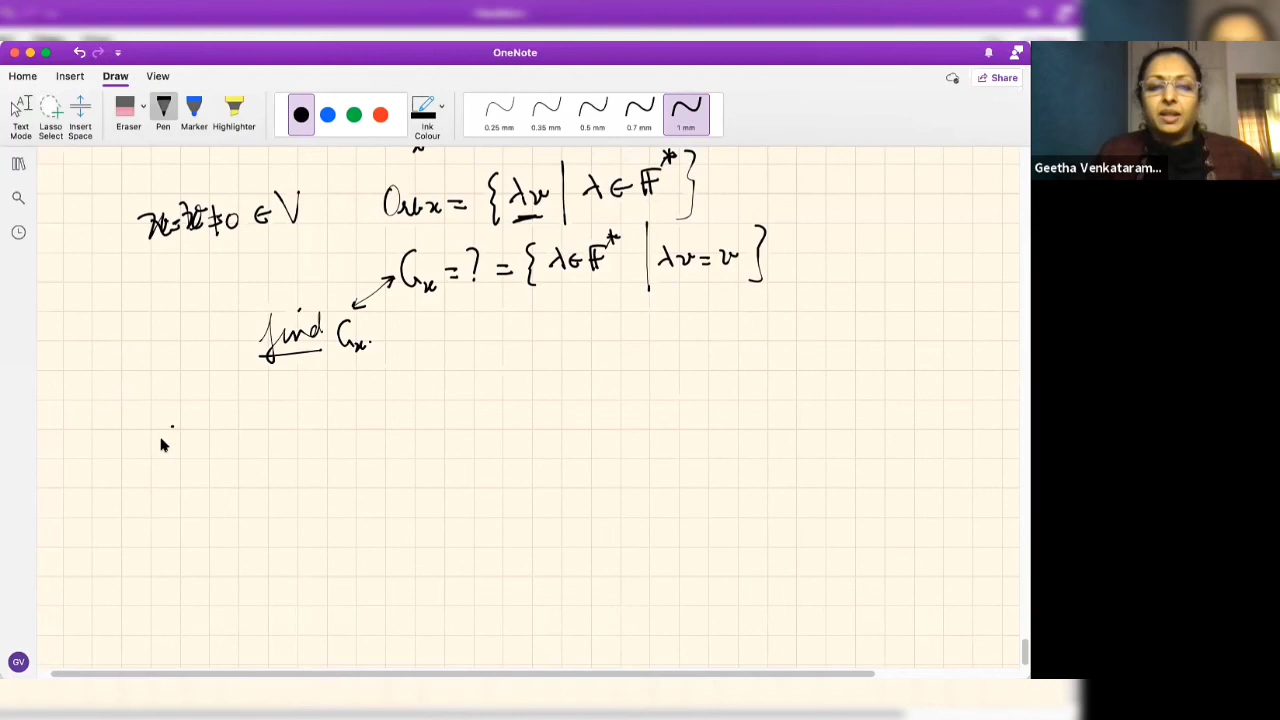 OneNote
Home Insert Draw View
Share
Text Mode
Lasso Select
Insert Space
Eraser
Pen
Marker
Highlighter
Ink Colour
0.25 mm
0.35 mm
0.5 mm
0.7 mm
1 mm
Geetha Venkataram...
≠0 ∈ V
Orb x = { λv | λ ∈ F* }
Gx = ? = { λ∈F* | λv = v }
find Gx.
GV